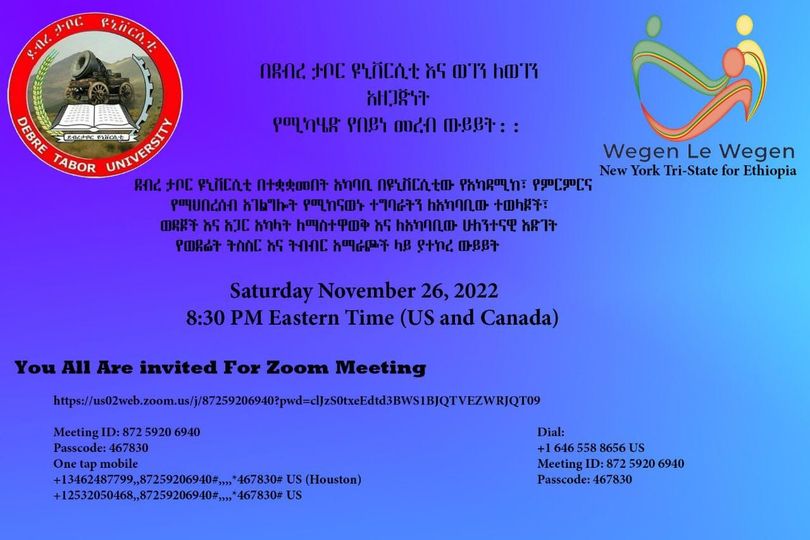 ደብረ ታቦር ዩኒቨርሲቲ
ደብረ ታቦር ዩኒቨርሲቲ
DEBRE TABOR UNIVERSITY
በደብረ ታቦር ዩኒቨርሲቲ እና ወገን ለወገን
አዘጋጅነት
የሚካሄድ የበይነ መረብ ውይይት፡፡
Wegen Le Wegen
New York Tri-State for Ethiopia
ደብረ ታቦር ዩኒቨርሲቲ በተቋቋመበት አካባቢ በዩኒቨርሲቲው የአካዳሚክ፣ የምርምርና
የማህበረሰብ አገልግሎት የሚከናወኑ ተግባራትን ለአካባቢው ተወላጆች፣
ወዳጆች እና አጋር አካላት ለማስተዋወቅ እና ለአካባቢው ሁለንተናዊ እድገት
የወደፊት ትስስር እና ትብብር አማራጮች ላይ ያተኮረ ውይይት
Saturday November 26, 2022
8:30 PM Eastern Time (US and Canada)
You All Are invited For Zoom Meeting
https://us02web.zoom.us/j/87259206940?pwd=clJzS0txeEdtd3BWS1BJQTVEZWRJQT09
Meeting ID: 872 5920 6940
Passcode: 467830
One tap mobile
+13462487799,,87259206940#,,,,*467830# US (Houston)
+12532050468,,87259206940#,,,,*467830# US
Dial:
+1 646 558 8656 US
Meeting ID: 872 5920 6940
Passcode: 467830